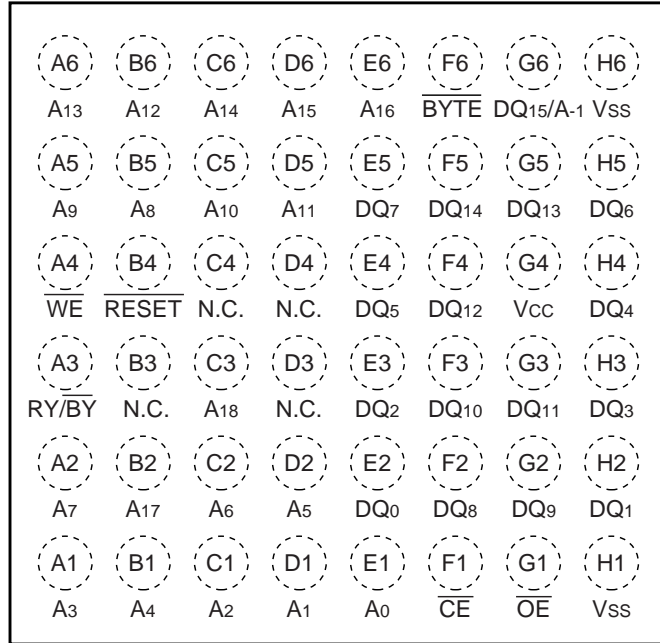 A6 B6 C6 D6 E6 F6 G6 H6
A13 A12 A14 A15 A16 BYTE DQ15/A-1 VSS
A5 B5 C5 D5 E5 F5 G5 H5
A9 A8 A10 A11 DQ7 DQ14 DQ13 DQ6
A4 B4 C4 D4 E4 F4 G4 H4
WE RESET N.C. N.C. DQ5 DQ12 VCC DQ4
A3 B3 C3 D3 E3 F3 G3 H3
RY/BY N.C. A18 N.C. DQ2 DQ10 DQ11 DQ3
A2 B2 C2 D2 E2 F2 G2 H2
A7 A17 A6 A5 DQ0 DQ8 DQ9 DQ1
A1 B1 C1 D1 E1 F1 G1 H1
A3 A4 A2 A1 A0 CE OE VSS